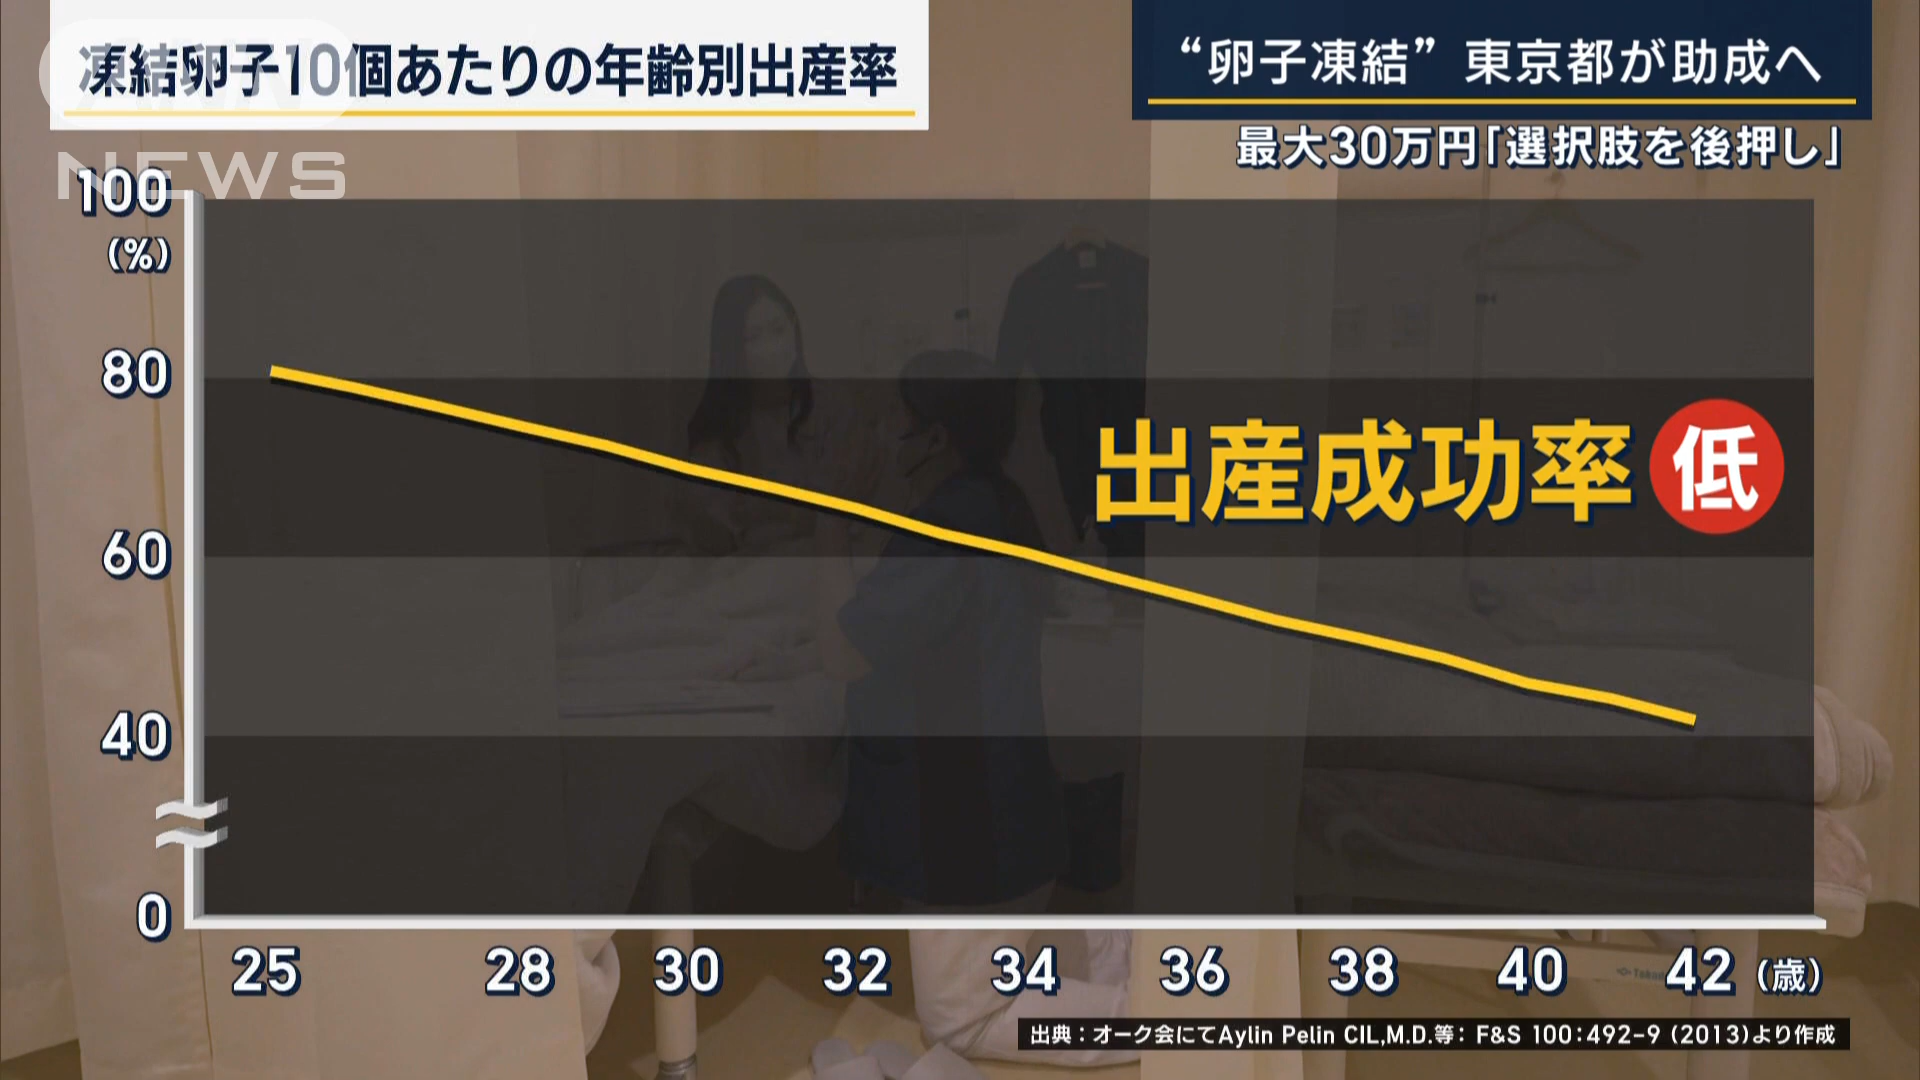 凍結卵子10個あたりの年齢別出産率
“卵子凍結”東京都が助成へ
最大30万円「選択肢を後押し」
ANN
NEWS
100
(%)
80
60
40
0
出産成功率 低
25 28 30 32 34 36 38 40 42 (歳)
出典：オーク会にてAylin Pelin CIL,M.D.等：F&S 100:492-9 (2013)より作成